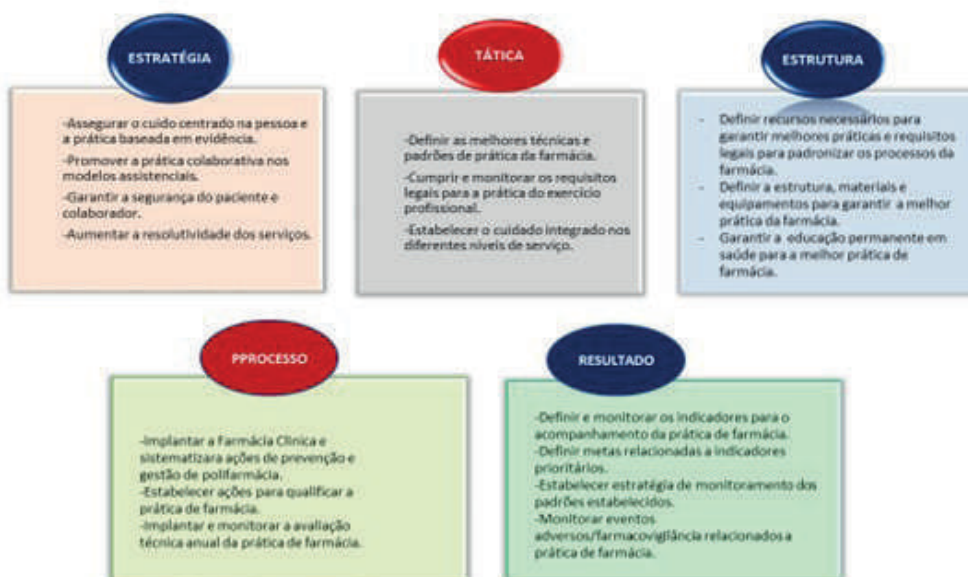 ESTRATÉGIA
-Assegurar o cuido centrado na pessoa e
a prática baseada em evidência.
-Promover a prática colaborativa nos
modelos assistenciais.
-Garantir a segurança do paciente e
colaborador.
-Aumentar a resolutividade dos serviços.
TÁTICA
-Definir as melhores técnicas e
padrões de prática da farmácia.
-Cumprir e monitorar os requisitos
legais para a prática do exercício
profissional.
-Estabelecer o cuidado integrado nos
diferentes níveis de serviço.
ESTRUTURA
- Definir recursos necessários para
garantir melhores práticas e requisitos
legais para padronizar os processos da
farmácia.
- Definir a estrutura, materiais e
equipamentos para garantir a melhor
prática da farmácia.
- Garantir a educação permanente em
saúde para a melhor prática de
farmácia.
PPROCESSO
-Implantar a Farmácia Clínica e
sistematizara ações de prevenção e
gestão de polifarmácia.
-Estabelecer ações para qualificar a
prática de farmácia.
-Implantar e monitorar a avaliação
técnica anual da prática de farmácia.
RESULTADO
-Definir e monitorar os indicadores para o
acompanhamento da prática de farmácia.
-Definir metas relacionadas a indicadores
prioritários.
-Estabelecer estratégia de monitoramento dos
padrões estabelecidos.
-Monitorar eventos
adversos/farmacovigilância relacionados a
prática de farmácia.